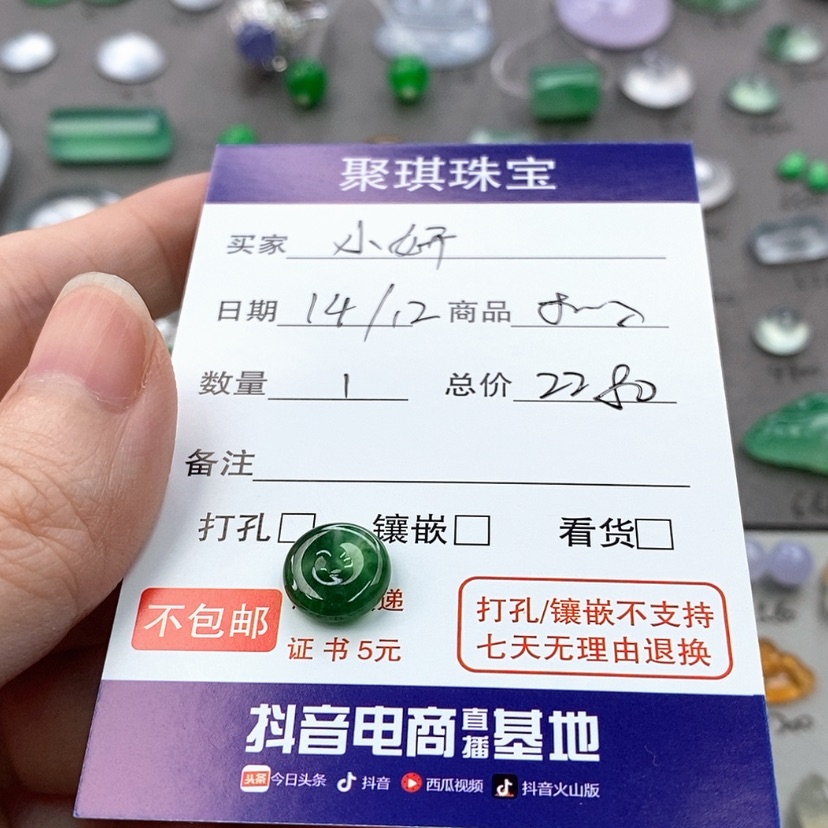 聚琪珠宝
买家 小妍
日期 14/12 商品
数量 1 总价 2280
备注
打孔□ 镶嵌□ 看货□
不包邮 递
证书5元
打孔/镶嵌不支持
七天无理由退换
抖音电商直播基地
头条 今日头条 抖音 西瓜视频 抖音火山版